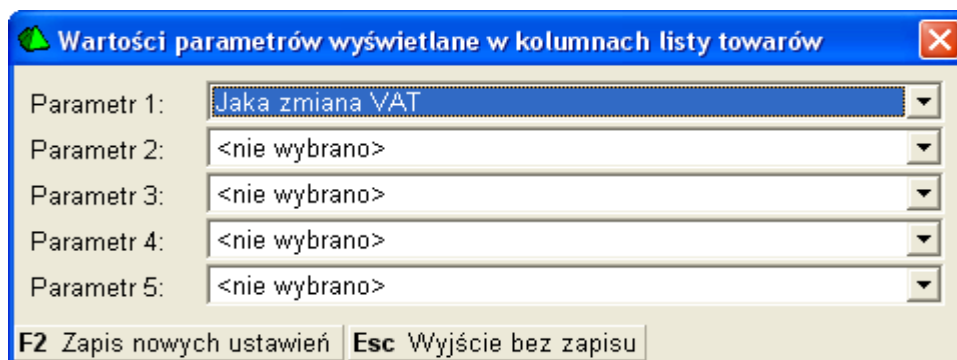 Wartości parametrów wyświetlane w kolumnach listy towarów
Parametr 1: Jaka zmiana VAT
Parametr 2: <nie wybrano>
Parametr 3: <nie wybrano>
Parametr 4: <nie wybrano>
Parametr 5: <nie wybrano>
F2 Zapis nowych ustawień Esc Wyjście bez zapisu